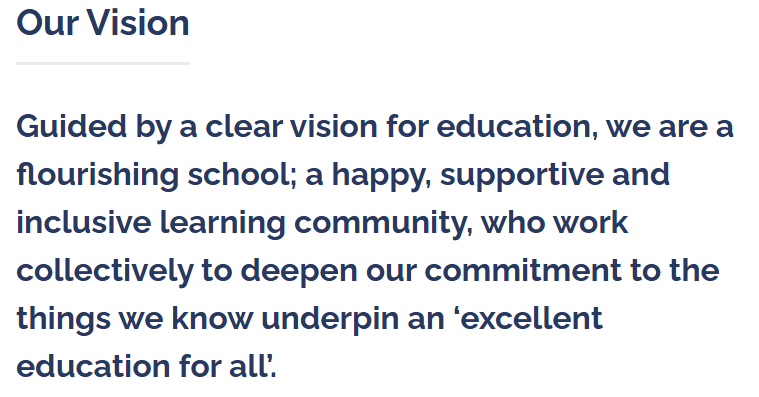 Our Vision
Guided by a clear vision for education, we are a
flourishing school; a happy, supportive and
inclusive learning community, who work
collectively to deepen our commitment to the
things we know underpin an ‘excellent
education for all’.